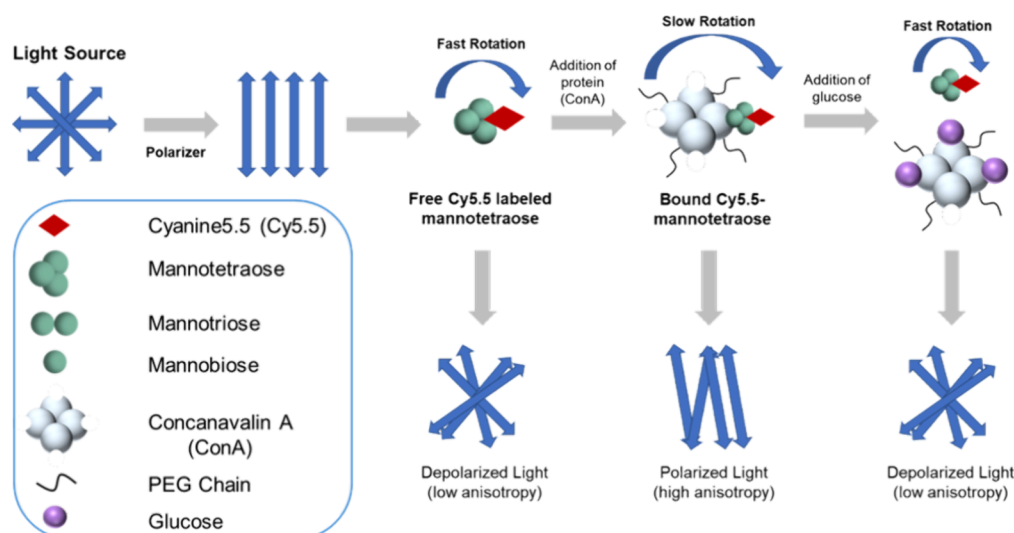 Light Source
Polarizer
Fast Rotation
Free Cy5.5 labeled
mannotetraose
Addition of
protein
(ConA)
Slow Rotation
Bound Cy5.5-
mannotetraose
Addition of
glucose
Fast Rotation
Depolarized Light
(low anisotropy)
Polarized Light
(high anisotropy)
Depolarized Light
(low anisotropy)
Cyanine5.5 (Cy5.5)
Mannotetraose
Mannotriose
Mannobiose
Concanavalin A
(ConA)
PEG Chain
Glucose